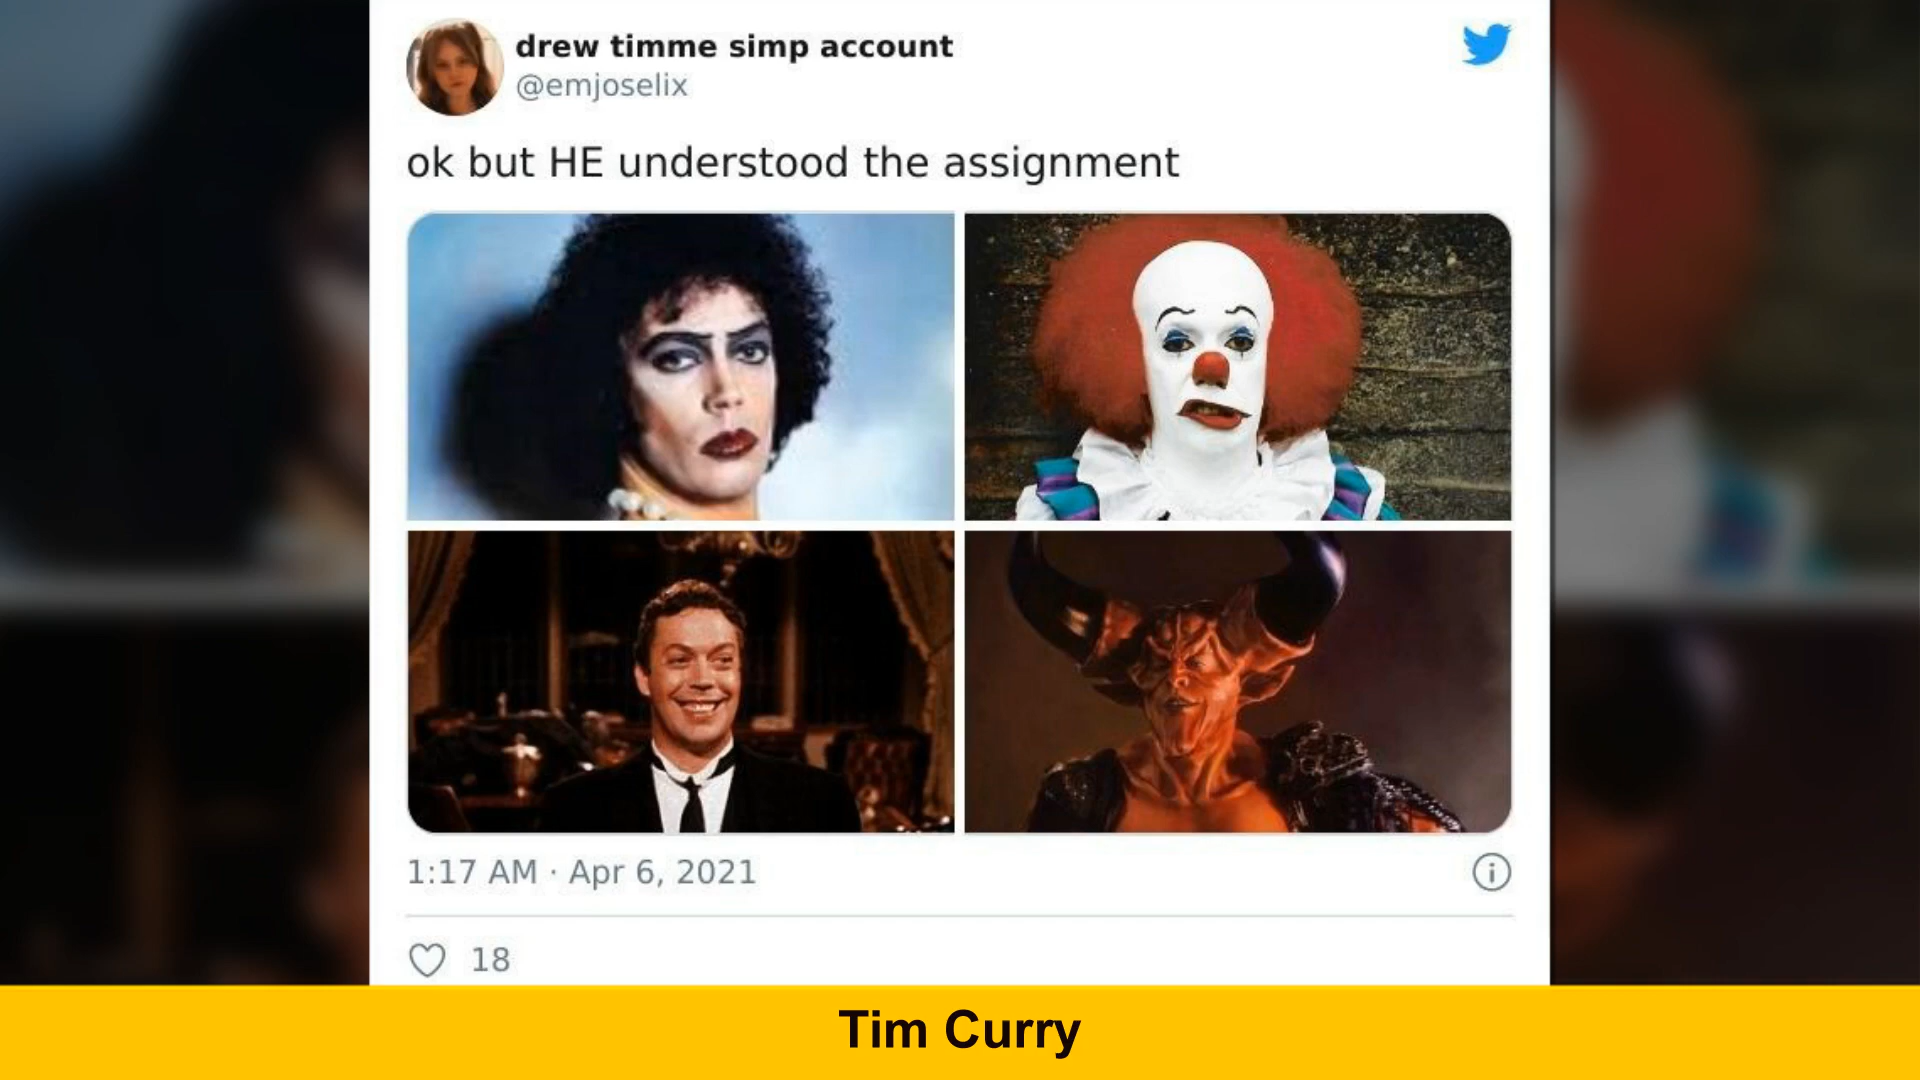 drew timme simp account
@emjoselix
ok but HE understood the assignment
1:17 AM · Apr 6, 2021
18
Tim Curry